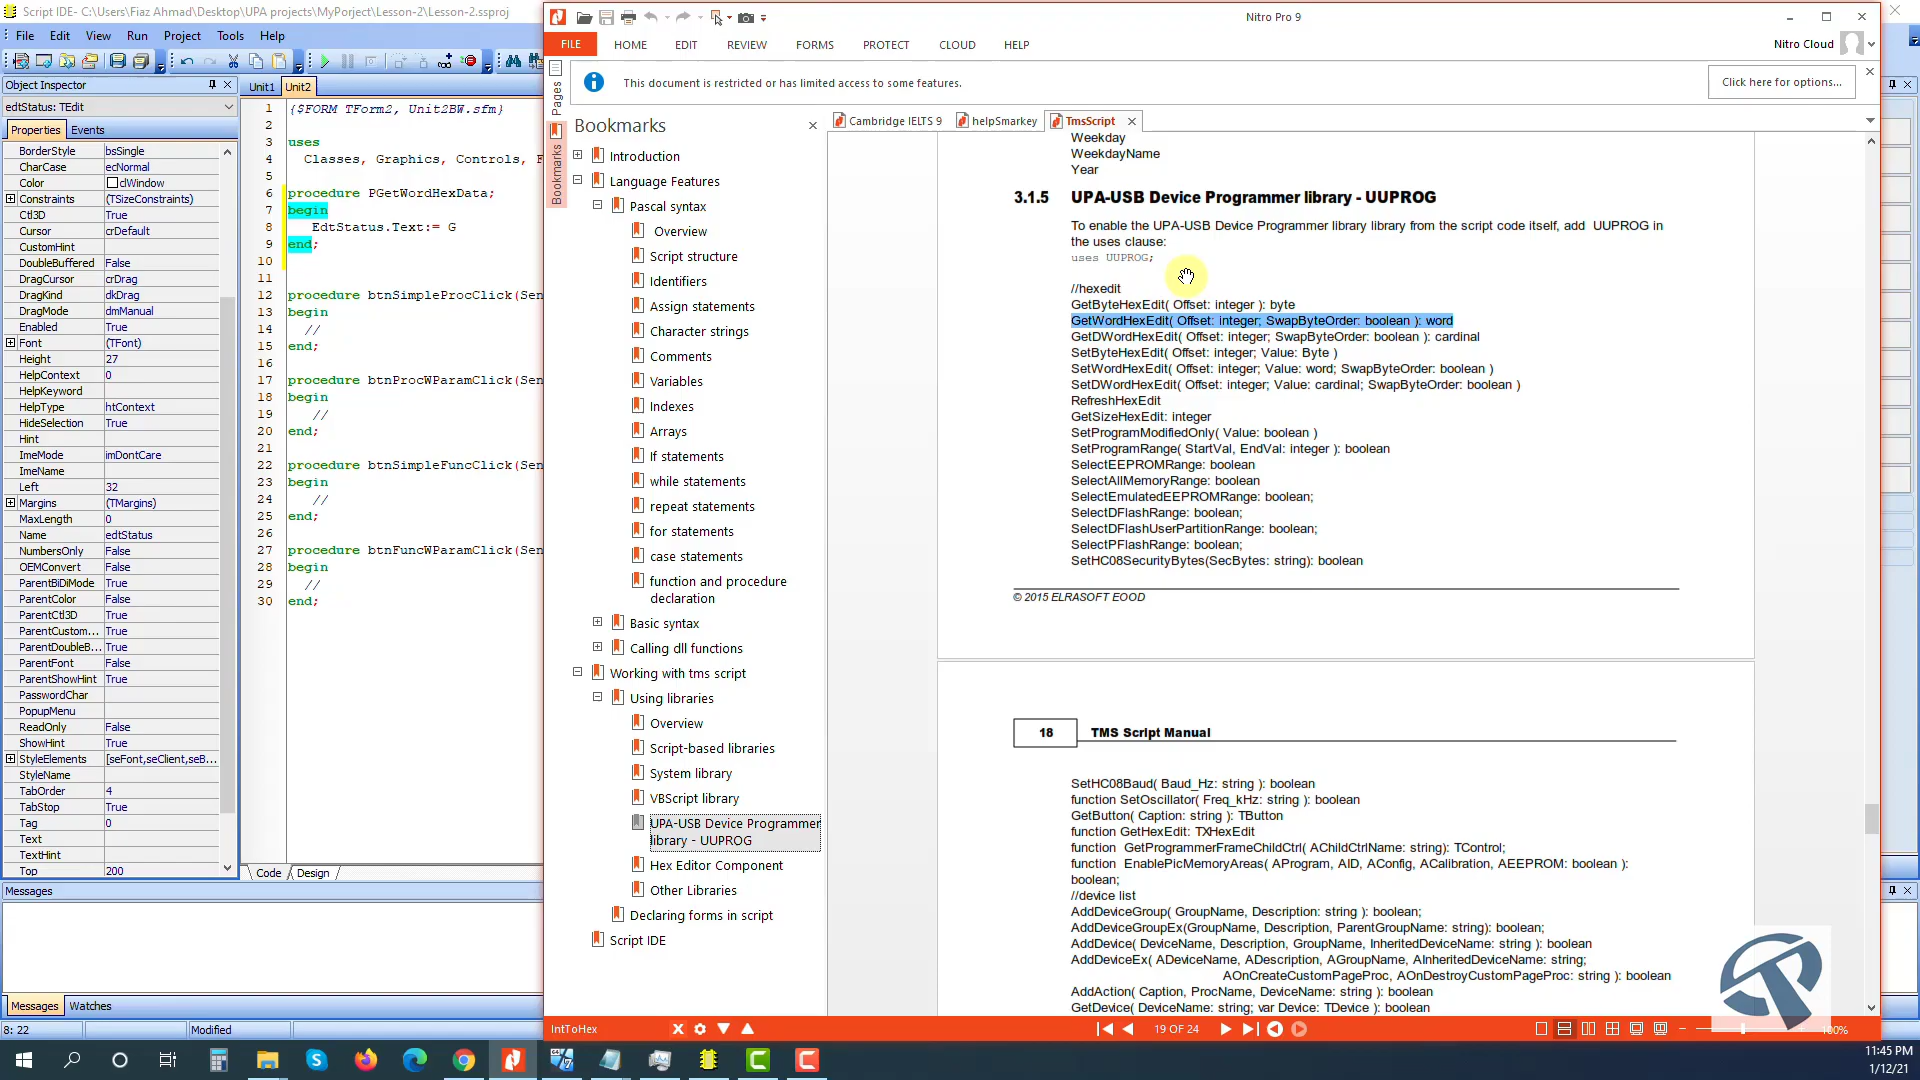 Script IDE- C:\Users\Fiaz Ahmad\Desktop\UPA projects\MyPorject\Lesson-2\Lesson-2.ssproj
File Edit View Run Project Tools Help
Object Inspector
edtStatus: TEdit
Properties Events
BorderStyle bsSingle
CharCase ecNormal
Color clWindow
Constraints (TSizeConstraints)
Ctl3D True
Cursor crDefault
CustomHint
DoubleBuffered False
DragCursor crDrag
DragKind dkDrag
DragMode dmManual
Enabled True
Font (TFont)
Height 27
HelpContext 0
HelpKeyword
HelpType htContext
HideSelection True
Hint
ImeMode imDontCare
ImeName
Left 32
Margins (TMargins)
MaxLength 0
Name edtStatus
NumbersOnly False
OEMConvert False
ParentBiDiMode True
ParentColor False
ParentCtl3D True
ParentCustom... True
ParentDoubleB... True
ParentFont False
ParentShowHint True
PasswordChar
PopupMenu
ReadOnly False
ShowHint True
StyleElements [seFont,seClient,seB...
StyleName
TabOrder 4
TabStop True
Tag 0
Text
TextHint
Top 200
Unit1 Unit2
1 {$FORM TForm2, Unit2BW.sfm}
2
3 uses
4 Classes, Graphics, Controls, F
5
6 procedure PGetWordHexData;
7 begin
8 EdtStatus.Text:= G
9 end;
10
11
12 procedure btnSimpleProcClick(Sen
13 begin
14 //
15 end;
16
17 procedure btnProcWParamClick(Sen
18 begin
19 //
20 end;
21
22 procedure btnSimpleFuncClick(Sen
23 begin
24 //
25 end;
26
27 procedure btnFuncWParamClick(Sen
28 begin
29 //
30 end;
Code Design
Messages
Messages Watches
8: 22 Modified
Nitro Pro 9
FILE HOME EDIT REVIEW FORMS PROTECT CLOUD HELP
Nitro Cloud
This document is restricted or has limited access to some features.
Click here for options...
Pages
Bookmarks
Bookmarks
Introduction
Language Features
Pascal syntax
Overview
Script structure
Identifiers
Assign statements
Character strings
Comments
Variables
Indexes
Arrays
If statements
while statements
repeat statements
for statements
case statements
function and procedure
declaration
Basic syntax
Calling dll functions
Working with tms script
Using libraries
Overview
Script-based libraries
System library
VBScript library
UPA-USB Device Programmer
library - UUPROG
Hex Editor Component
Other Libraries
Declaring forms in script
Script IDE
Cambridge IELTS 9 helpSmarkey TmsScript
Weekday
WeekdayName
Year
3.1.5 UPA-USB Device Programmer library - UUPROG
To enable the UPA-USB Device Programmer library library from the script code itself, add UUPROG in
the uses clause:
uses UUPROG;
//hexedit
GetByteHexEdit( Offset: integer ): byte
GetWordHexEdit( Offset: integer; SwapByteOrder: boolean ): word
GetDWordHexEdit( Offset: integer; SwapByteOrder: boolean ): cardinal
SetByteHexEdit( Offset: integer; Value: Byte )
SetWordHexEdit( Offset: integer; Value: word; SwapByteOrder: boolean )
SetDWordHexEdit( Offset: integer; Value: cardinal; SwapByteOrder: boolean )
RefreshHexEdit
GetSizeHexEdit: integer
SetProgramModifiedOnly( Value: boolean )
SetProgramRange( StartVal, EndVal: integer ): boolean
SelectEEPROMRange: boolean
SelectAllMemoryRange: boolean
SelectEmulatedEEPROMRange: boolean;
SelectDFlashRange: boolean;
SelectDFlashUserPartitionRange: boolean;
SelectPFlashRange: boolean;
SetHC08SecurityBytes(SecBytes: string): boolean
© 2015 ELRASOFT EOOD
18 TMS Script Manual
SetHC08Baud( Baud_Hz: string ): boolean
function SetOscillator( Freq_kHz: string ): boolean
GetButton( Caption: string ): TButton
function GetHexEdit: TXHexEdit
function GetProgrammerFrameChildCtrl( AChildCtrlName: string): TControl;
function EnablePicMemoryAreas( AProgram, AID, AConfig, ACalibration, AEEPROM: boolean ):
boolean;
//device list
AddDeviceGroup( GroupName, Description: string ): boolean;
AddDeviceGroupEx(GroupName, Description, ParentGroupName: string): boolean;
AddDevice( DeviceName, Description, GroupName, InheritedDeviceName: string ): boolean
AddDeviceEx( ADeviceName, ADescription, AGroupName, AInheritedDeviceName: string;
AOnCreateCustomPageProc, AOnDestroyCustomPageProc: string ): boolean
AddAction( Caption, ProcName, DeviceName: string ): boolean
GetDevice( DeviceName: string; var Device: TDevice ): boolean
IntToHex
19 OF 24
100%
11:45 PM
1/12/21